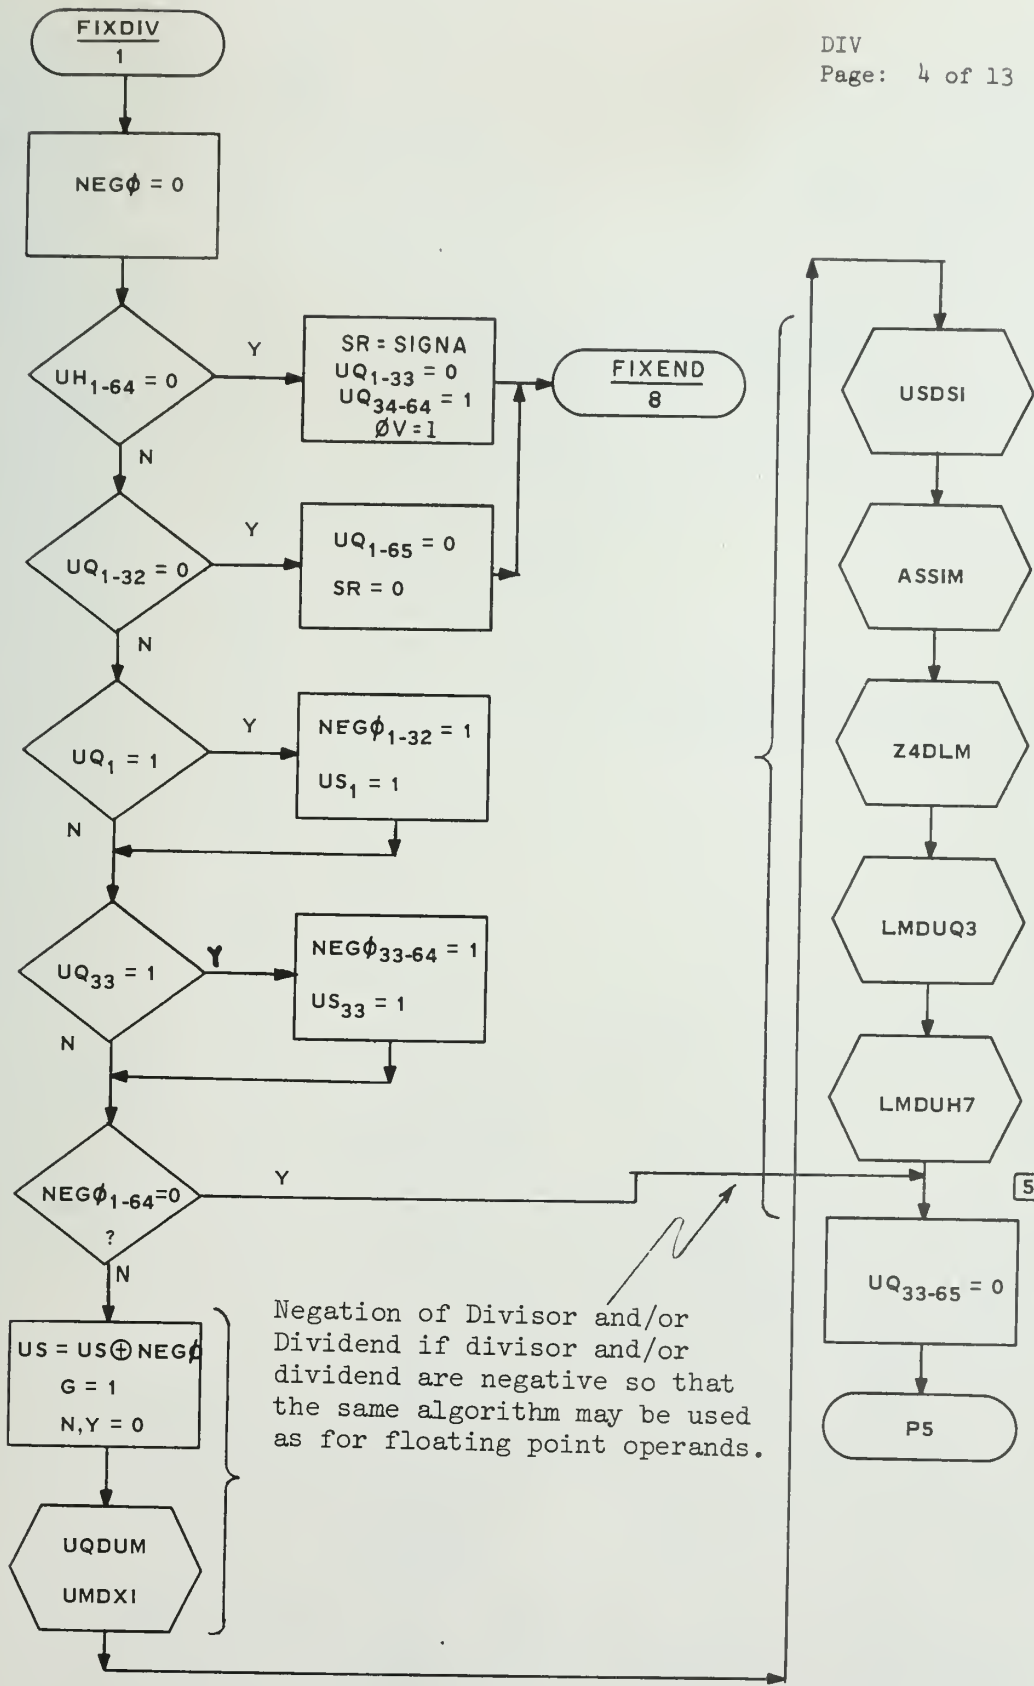 DIV
Page: 4 of 13
FIXDIV
1
NEGϕ = 0
UH1-64 = 0
Y
N
SR = SIGNA
UQ1-33 = 0
UQ34-64 = 1
ØV = 1
FIXEND
8
UQ1-32 = 0
Y
N
UQ1-65 = 0
SR = 0
UQ1 = 1
Y
N
NEGϕ1-32 = 1
US1 = 1
UQ33 = 1
Y
N
NEGϕ33-64 = 1
US33 = 1
NEGϕ1-64=0
?
Y
N
US = US⊕NEGϕ
G = 1
N,Y = 0
UQDUM
UMDXI
Negation of Divisor and/or
Dividend if divisor and/or
dividend are negative so that
the same algorithm may be used
as for floating point operands.
USDSI
ASSIM
Z4DLM
LMDUQ3
LMDUH7
5
UQ33-65 = 0
P5